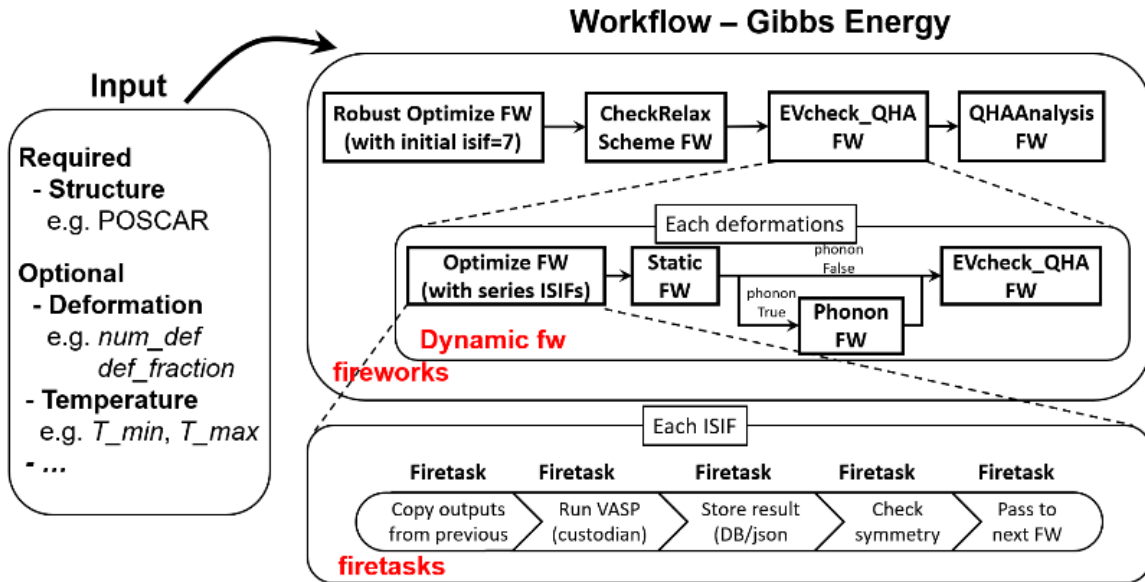 Workflow – Gibbs Energy
Input
Required
- Structure
e.g. POSCAR
Optional
- Deformation
e.g. num_def
def_fraction
- Temperature
e.g. T_min, T_max
- ...
Robust Optimize FW
(with initial isif=7)
CheckRelax
Scheme FW
EVcheck_QHA
FW
QHAAnalysis
FW
Each deformations
Optimize FW
(with series ISIFs)
Static
FW
phonon
False
phonon
True
Phonon
FW
EVcheck_QHA
FW
Dynamic fw
fireworks
Each ISIF
Firetask
Firetask
Firetask
Firetask
Firetask
Copy outputs
from previous
Run VASP
(custodian)
Store result
(DB/json
Check
symmetry
Pass to
next FW
firetasks